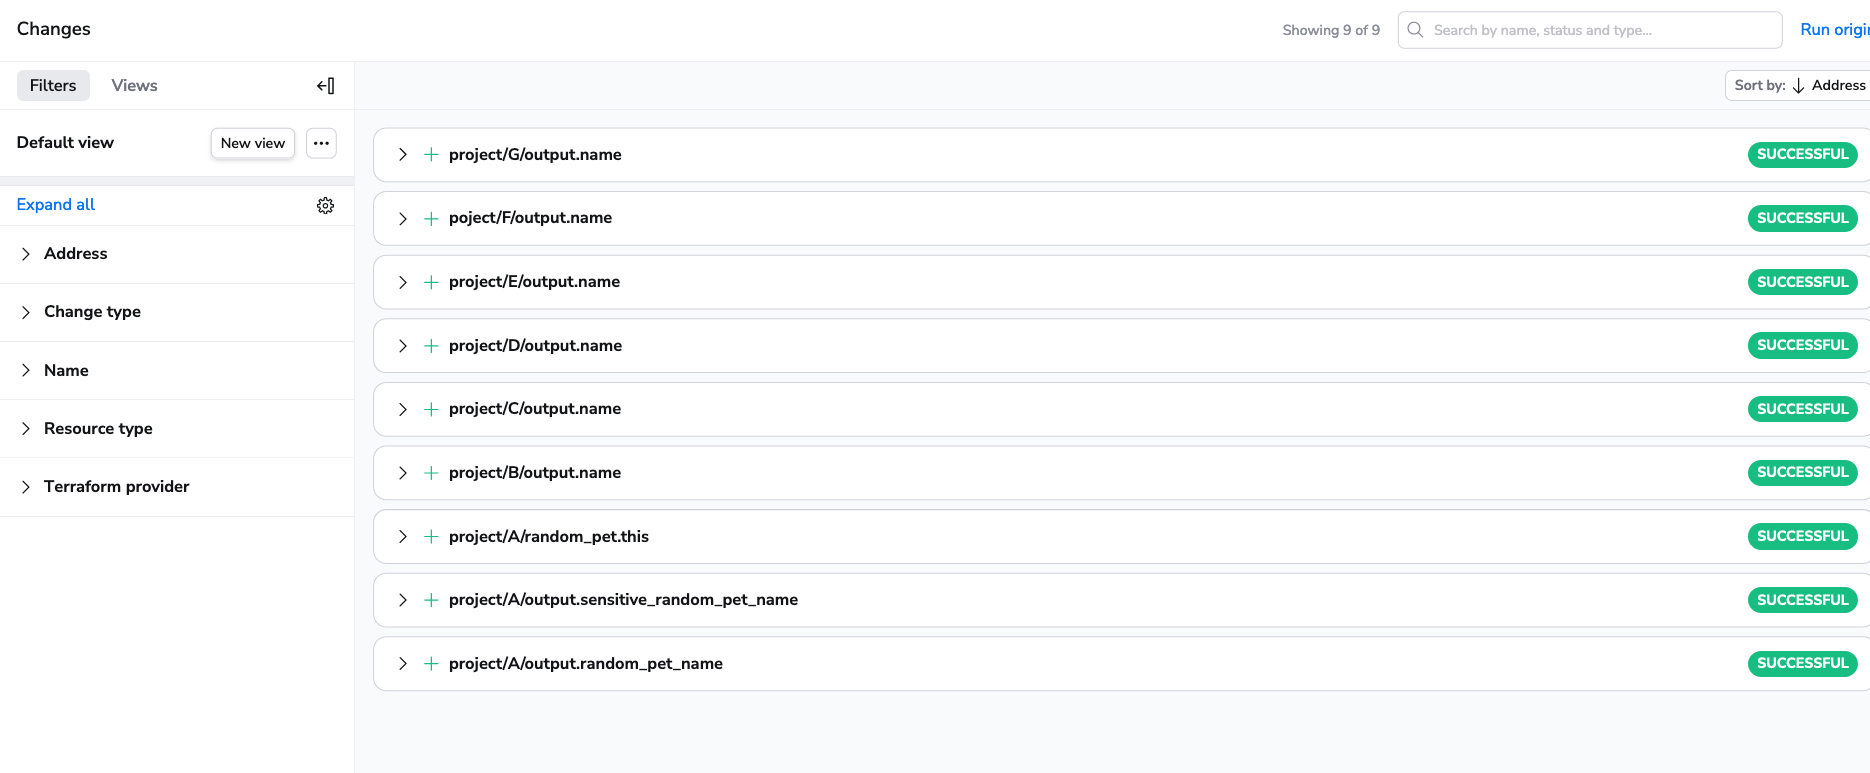 Changes
Showing 9 of 9
Search by name, status and type...
Run origi
Filters
Views
Sort by: ↓ Address
Default view
New view
...
Expand all
Address
Change type
Name
Resource type
Terraform provider
project/G/output.name SUCCESSFUL
poject/F/output.name SUCCESSFUL
project/E/output.name SUCCESSFUL
project/D/output.name SUCCESSFUL
project/C/output.name SUCCESSFUL
project/B/output.name SUCCESSFUL
project/A/random_pet.this SUCCESSFUL
project/A/output.sensitive_random_pet_name SUCCESSFUL
project/A/output.random_pet_name SUCCESSFUL